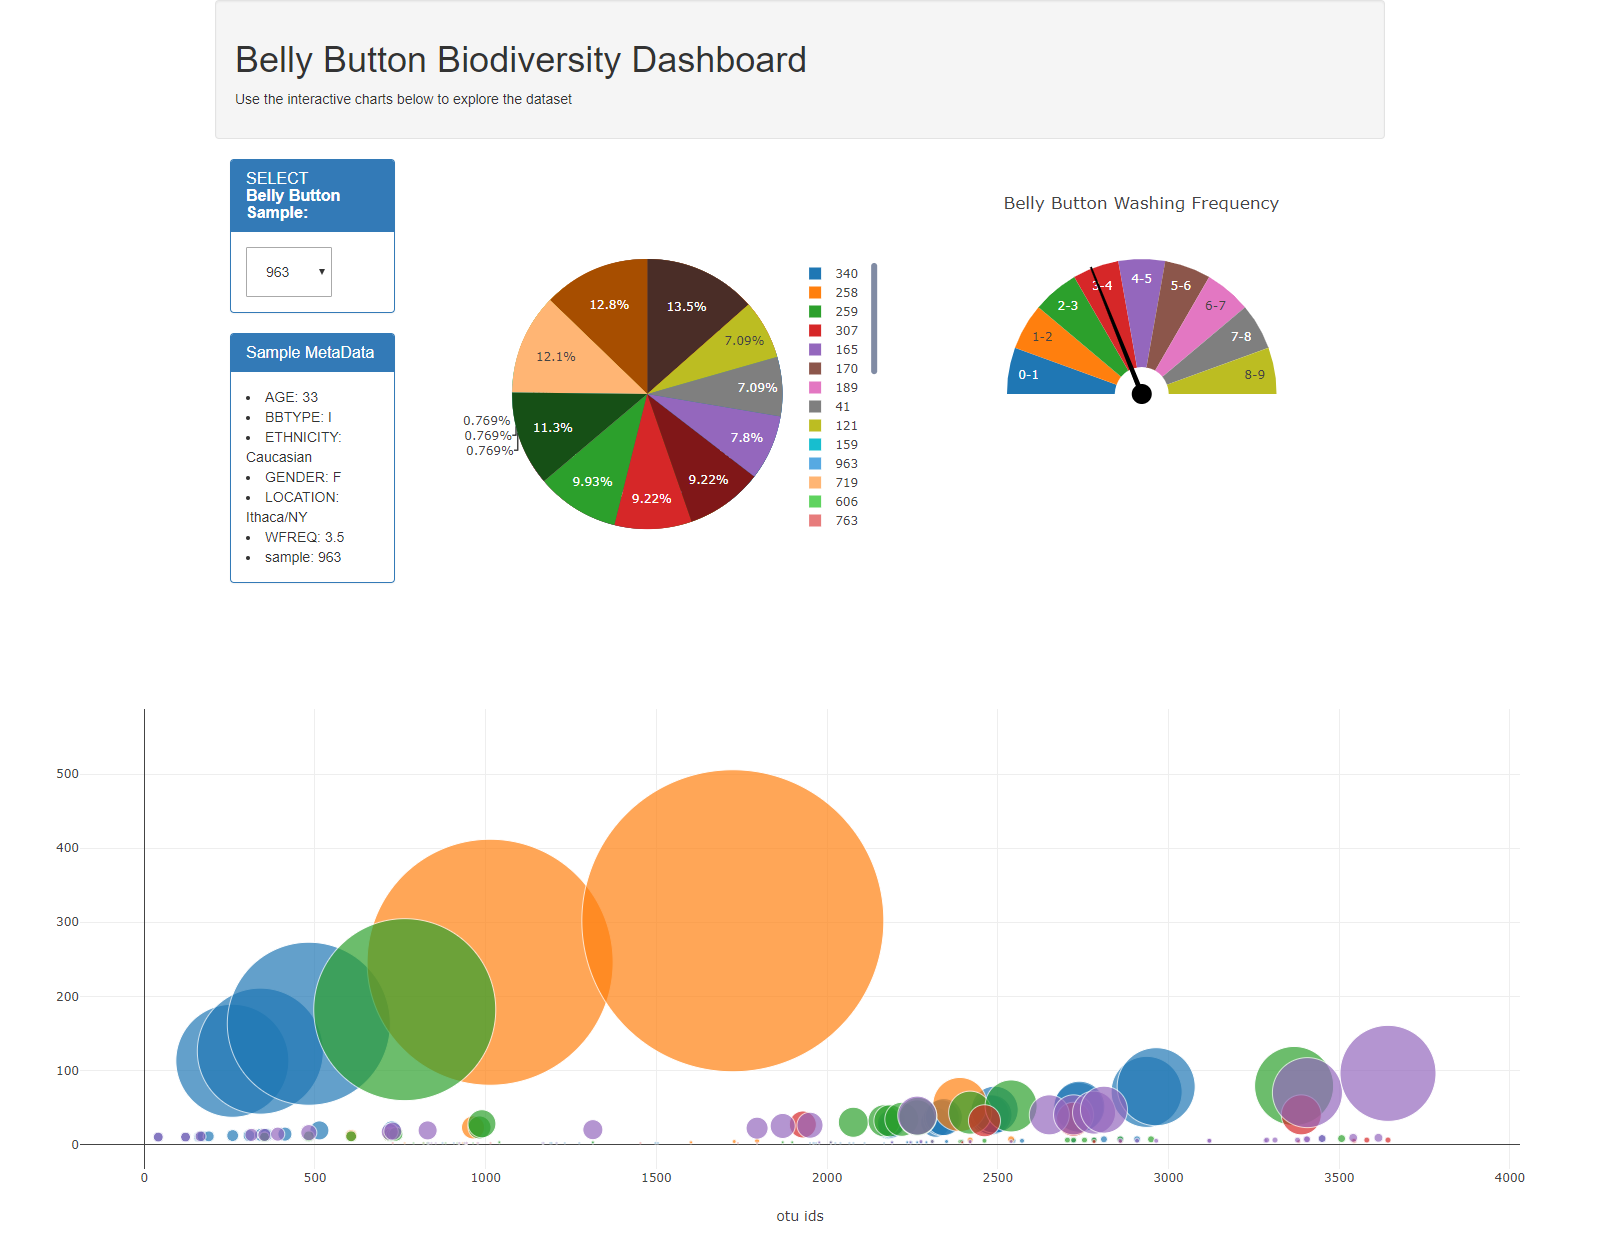 Belly Button Biodiversity Dashboard
Use the interactive charts below to explore the dataset
SELECT
Belly Button
Sample:
963
Sample MetaData
AGE: 33
BBTYPE: I
ETHNICITY:
Caucasian
GENDER: F
LOCATION:
Ithaca/NY
WFREQ: 3.5
sample: 963
13.5%
7.09%
7.09%
7.8%
9.22%
9.22%
9.93%
11.3%
12.1%
12.8%
0.769%
0.769%
0.769%
340
258
259
307
165
170
189
41
121
159
963
719
606
763
Belly Button Washing Frequency
0-1
1-2
2-3
3-4
4-5
5-6
6-7
7-8
8-9
500
400
300
200
100
0
0 500 1000 1500 2000 2500 3000 3500 4000
otu ids